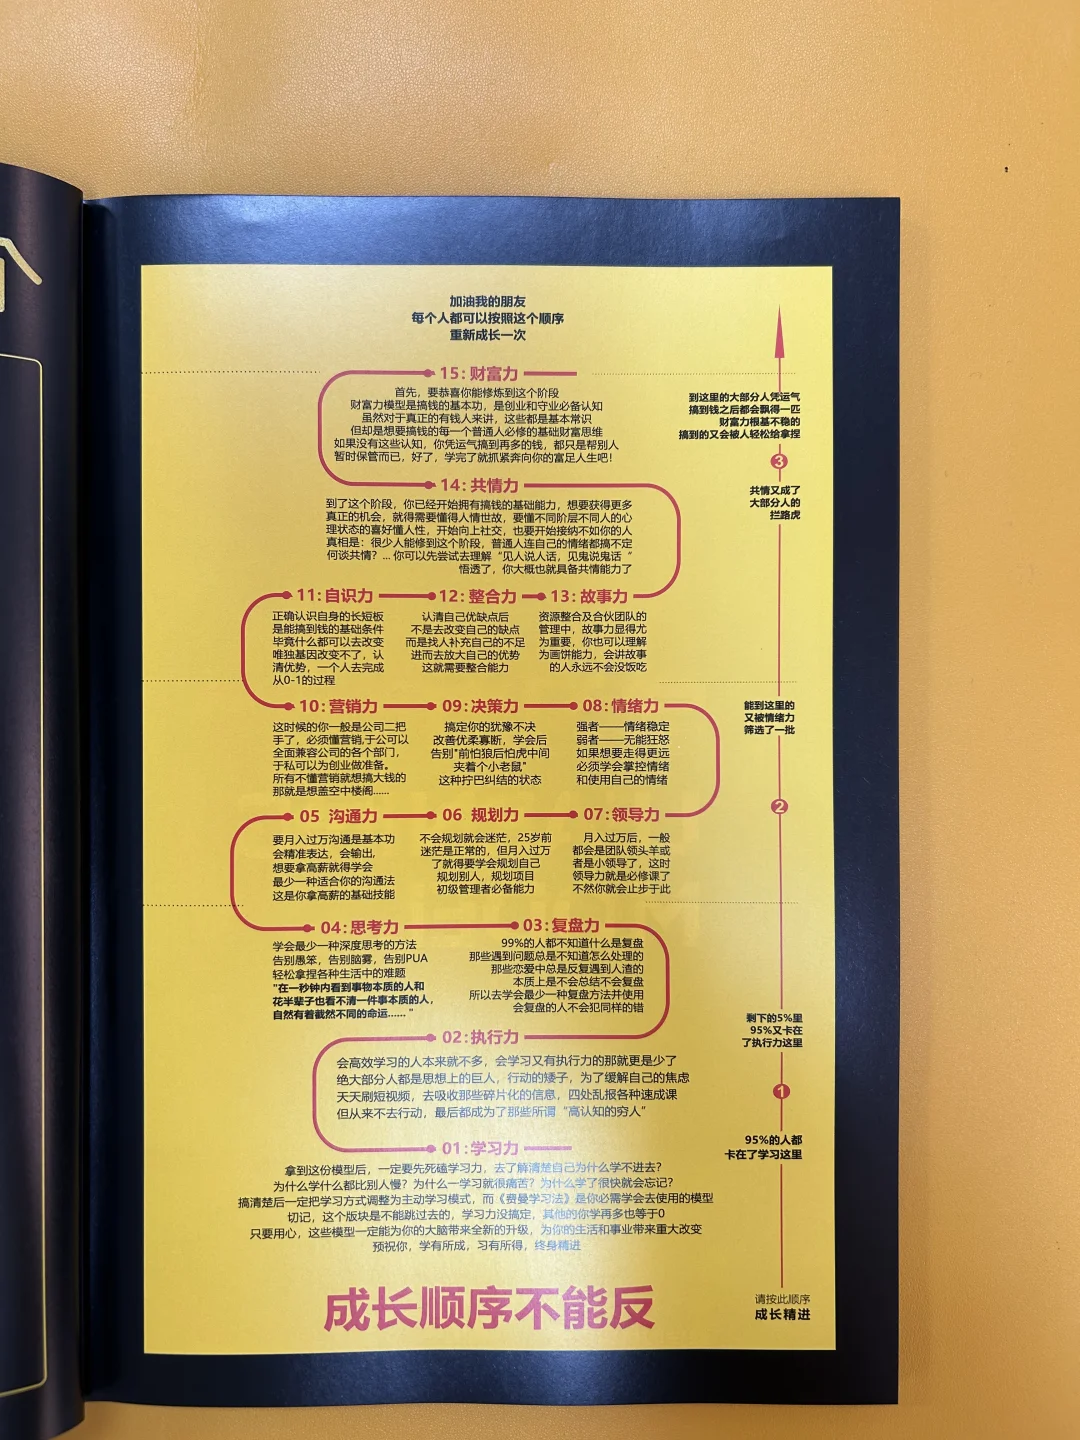 加油我的朋友
每个人都可以按照这个顺序
重新成长一次
15:财富力
首先，要恭喜你能修炼到这个阶段
财富力模型是搞钱的基本功，是创业和守业必备认知
虽然对于真正的有钱人来讲，这些都是基本常识
但却是想要搞钱的每一个普通人必修的基础财富思维
如果没有这些认知，你凭运气搞到再多的钱，都只是帮别人
暂时保管而已，好了，学完了就抓紧奔向你的富足人生吧！
到这里的大部分人凭运气
搞到钱之后都会飘得一匹
财富力根基不稳的
搞到的又会被人轻松给拿捏
3
14:共情力
到了这个阶段，你已经开始拥有搞钱的基础能力，想要获得更多
真正的机会，就得需要懂得人情世故，要懂不同阶层不同人的心
理状态的喜好懂人性，开始向上社交，也要开始接纳不如你的人
真相是：很少人能修到这个阶段，普通人连自己的情绪都搞不定
何谈共情？... 你可以先尝试去理解“见人说人话，见鬼说鬼话“
悟透了，你大概也就具备共情能力了
共情又成了
大部分人的
拦路虎
11:自识力
正确认识自身的长短板
是能搞到钱的基础条件
毕竟什么都可以去改变
唯独基因改变不了，认
清优势，一个人去完成
从0-1的过程
12:整合力
认清自己优缺点后
不是去改变自己的缺点
而是找人补充自己的不足
进而去放大自己的优势
这就需要整合能力
13:故事力
资源整合及合伙团队的
管理中，故事力显得尤
为重要，你也可以理解
为画饼能力，会讲故事
的人永远不会没饭吃
10:营销力
这时候的你一般是公司二把
手了，必须懂营销,于公可以
全面兼容公司的各个部门，
于私可以为创业做准备。
所有不懂营销就想搞大钱的
那就是想盖空中楼阁......
09:决策力
搞定你的犹豫不决
改善优柔寡断，学会后
告别"前怕狼后怕虎中间
夹着个小老鼠"
这种拧巴纠结的状态
08:情绪力
强者——情绪稳定
弱者——无能狂怒
如果想要走得更远
必须学会掌控情绪
和使用自己的情绪
能到这里的
又被情绪力
筛选了一批
2
05 沟通力
要月入过万沟通是基本功
会精准表达，会输出,
想要拿高薪就得学会
最少一种适合你的沟通法
这是你拿高薪的基础技能
06 规划力
不会规划就会迷茫，25岁前
迷茫是正常的，但月入过万
了就得要学会规划自己
规划别人，规划项目
初级管理者必备能力
07:领导力
月入过万后，一般
都会是团队领头羊或
者是小领导了，这时
领导力就是必修课了
不然你就会止步于此
04:思考力
学会最少一种深度思考的方法
告别愚笨，告别脑雾，告别PUA
轻松拿捏各种生活中的难题
"在一秒钟内看到事物本质的人和
花半辈子也看不清一件事本质的人，
自然有着截然不同的命运...... "
03:复盘力
99%的人都不知道什么是复盘
那些遇到问题总是不知道怎么处理的
那些恋爱中总是反复遇到人渣的
本质上是不会总结不会复盘
所以去学会最少一种复盘方法并使用
会复盘的人不会犯同样的错
剩下的5%里
95%又卡在
了执行力这里
02:执行力
会高效学习的人本来就不多，会学习又有执行力的那就更是少了
绝大部分人都是思想上的巨人，行动的矮子，为了缓解自己的焦虑
天天刷短视频，去吸收那些碎片化的信息，四处乱报各种速成课
但从来不去行动，最后都成为了那些所谓“高认知的穷人”
1
95%的人都
卡在了学习这里
01:学习力
拿到这份模型后，一定要先死磕学习力，去了解清楚自己为什么学不进去？
为什么学什么都比别人慢？为什么一学习就很痛苦？为什么学了很快就会忘记？
搞清楚后一定把学习方式调整为主动学习模式，而《费曼学习法》是你必需学会去使用的模型
切记，这个版块是不能跳过去的，学习力没搞定，其他的你学再多也等于0
只要用心，这些模型一定能为你的大脑带来全新的升级，为你的生活和事业带来重大改变
预祝你，学有所成，习有所得，终身精进
请按此顺序
成长精进
成长顺序不能反